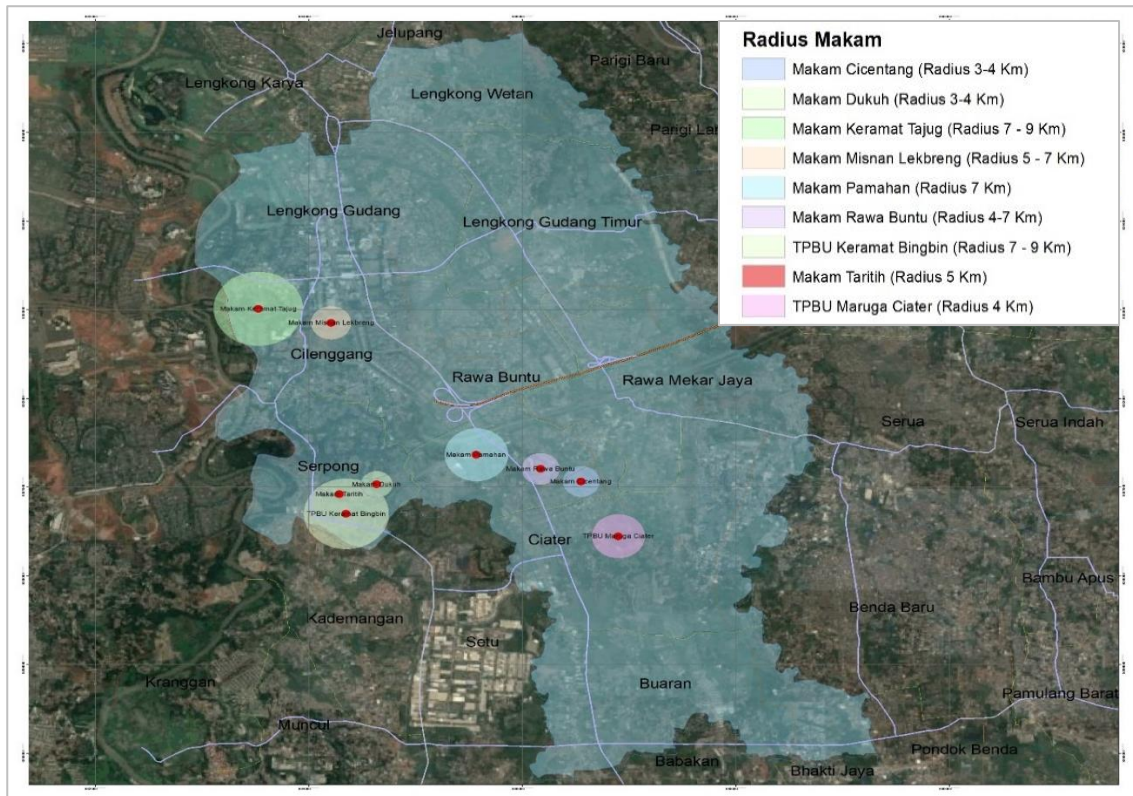 Radius Makam
Makam Cicentang (Radius 3-4 Km)
Makam Dukuh (Radius 3-4 Km)
Makam Keramat Tajug (Radius 7 - 9 Km)
Makam Misnan Lekbreng (Radius 5 - 7 Km)
Makam Pamahan (Radius 7 Km)
Makam Rawa Buntu (Radius 4-7 Km)
TPBU Keramat Bingbin (Radius 7 - 9 Km)
Makam Taritih (Radius 5 Km)
TPBU Maruga Ciater (Radius 4 Km)
Jelupang
Parigi Baru
Lengkong Karya
Lengkong Wetan
Parigi
Lengkong Gudang
Lengkong Gudang Timur
Makam Keramat Tajug
Makam Misnan Lekbreng
Cilenggang
Rawa Buntu
Rawa Mekar Jaya
Serua
Serua Indah
Makam Pamahan
Makam Rawa Buntu
Makam Cicentang
Serpong
Makam Dukuh
Makam Taritih
TPBU Keramat Bingbin
Ciater
TPBU Maruga Ciater
Bambu Apus
Benda Baru
Kademangan
Setu
Kranggan
Buaran
Pamulang Barat
Muncul
Pondok Benda
Babakan
Bhakti Jaya